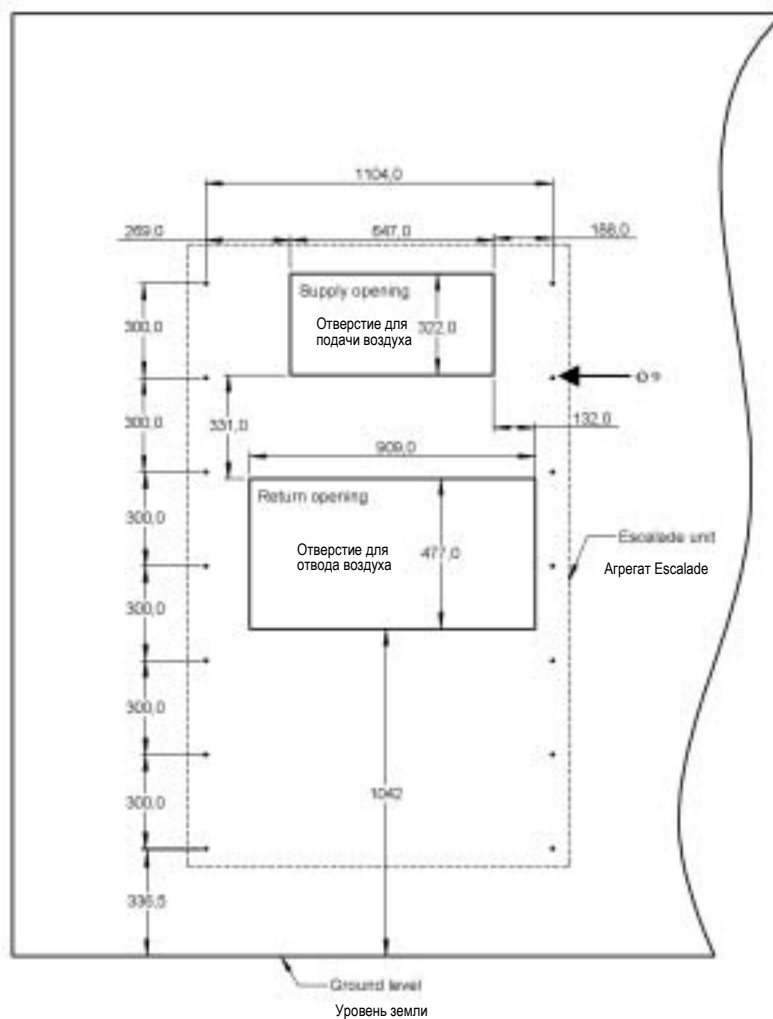 1104,0
269,0
647,0
188,0
Supply opening
Отверстие для
подачи воздуха
322,0
300,0
Ø 9
300,0
331,0
132,0
909,0
Return opening
300,0
Отверстие для
отвода воздуха
477,0
Escalade unit
Агрегат Escalade
300,0
300,0
300,0
1042
336,5
Ground level
Уровень земли